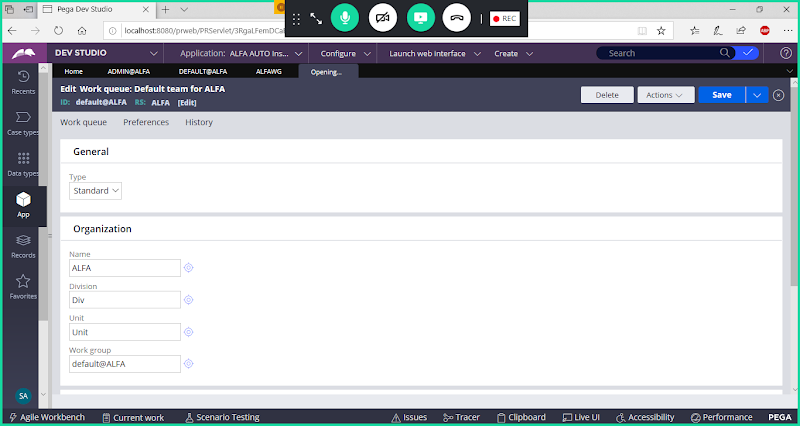 Pega Dev Studio
REC
localhost:8080/prweb/PRServlet/3RgaLFemDCal
DEV STUDIO
Application: ALFA AUTO Ins...
Configure
Launch web Interface
Create
Search
Home
ADMIN@ALFA
DEFAULT@ALFA
ALFAWG
Opening...
Recents
Case types
Data types
App
Records
Favorites
SA
Edit Work queue: Default team for ALFA
ID: default@ALFA RS: ALFA [Edit]
Delete
Actions
Save
Work queue
Preferences
History
General
Type
Standard
Organization
Name
ALFA
Division
Div
Unit
Unit
Work group
default@ALFA
Agile Workbench
Current work
Scenario Testing
Issues
Tracer
Clipboard
Live UI
Accessibility
Performance
PEGA